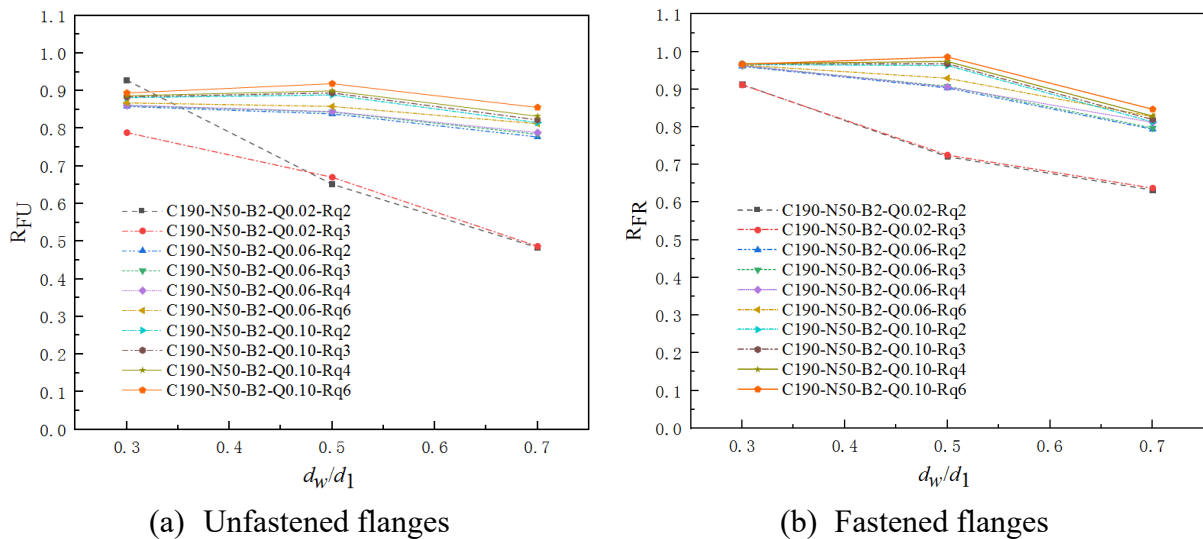 1.1
1.0
0.9
0.8
0.7
0.6
0.5
0.4
0.3
0.2
0.1
0.0
R_FU
C190-N50-B2-Q0.02-Rq2
C190-N50-B2-Q0.02-Rq3
C190-N50-B2-Q0.06-Rq2
C190-N50-B2-Q0.06-Rq3
C190-N50-B2-Q0.06-Rq4
C190-N50-B2-Q0.06-Rq6
C190-N50-B2-Q0.10-Rq2
C190-N50-B2-Q0.10-Rq3
C190-N50-B2-Q0.10-Rq4
C190-N50-B2-Q0.10-Rq6
0.3 0.4 0.5 0.6 0.7
d_w/d_1
(a) Unfastened flanges
1.1
1.0
0.9
0.8
0.7
0.6
0.5
0.4
0.3
0.2
0.1
0.0
R_FR
C190-N50-B2-Q0.02-Rq2
C190-N50-B2-Q0.02-Rq3
C190-N50-B2-Q0.06-Rq2
C190-N50-B2-Q0.06-Rq3
C190-N50-B2-Q0.06-Rq4
C190-N50-B2-Q0.06-Rq6
C190-N50-B2-Q0.10-Rq2
C190-N50-B2-Q0.10-Rq3
C190-N50-B2-Q0.10-Rq4
C190-N50-B2-Q0.10-Rq6
0.3 0.4 0.5 0.6 0.7
d_w/d_1
(b) Fastened flanges